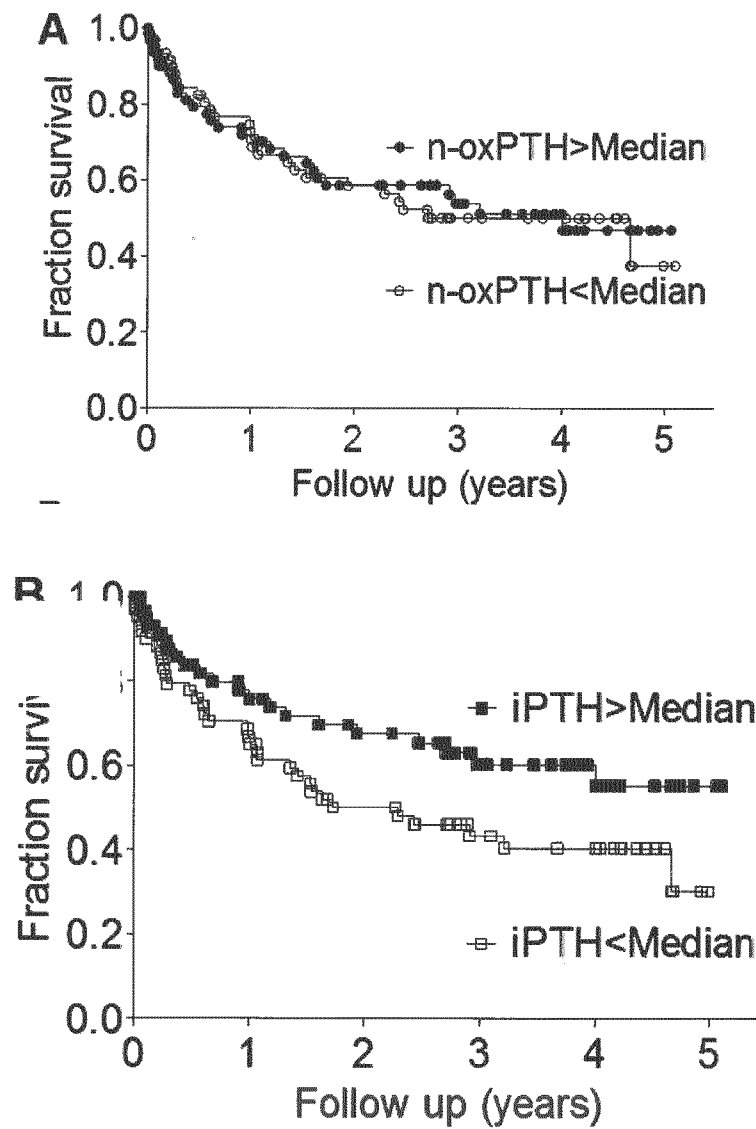 A
1.0
0.8
0.6
0.4
0.2
0.0
Fraction survival
n-oxPTH>Median
n-oxPTH<Median
0 1 2 3 4 5
Follow up (years)
0.6
0.4
0.2
0.0
iPTH>Median
iPTH<Median
0 1 2 3 4 5
Follow up (years)